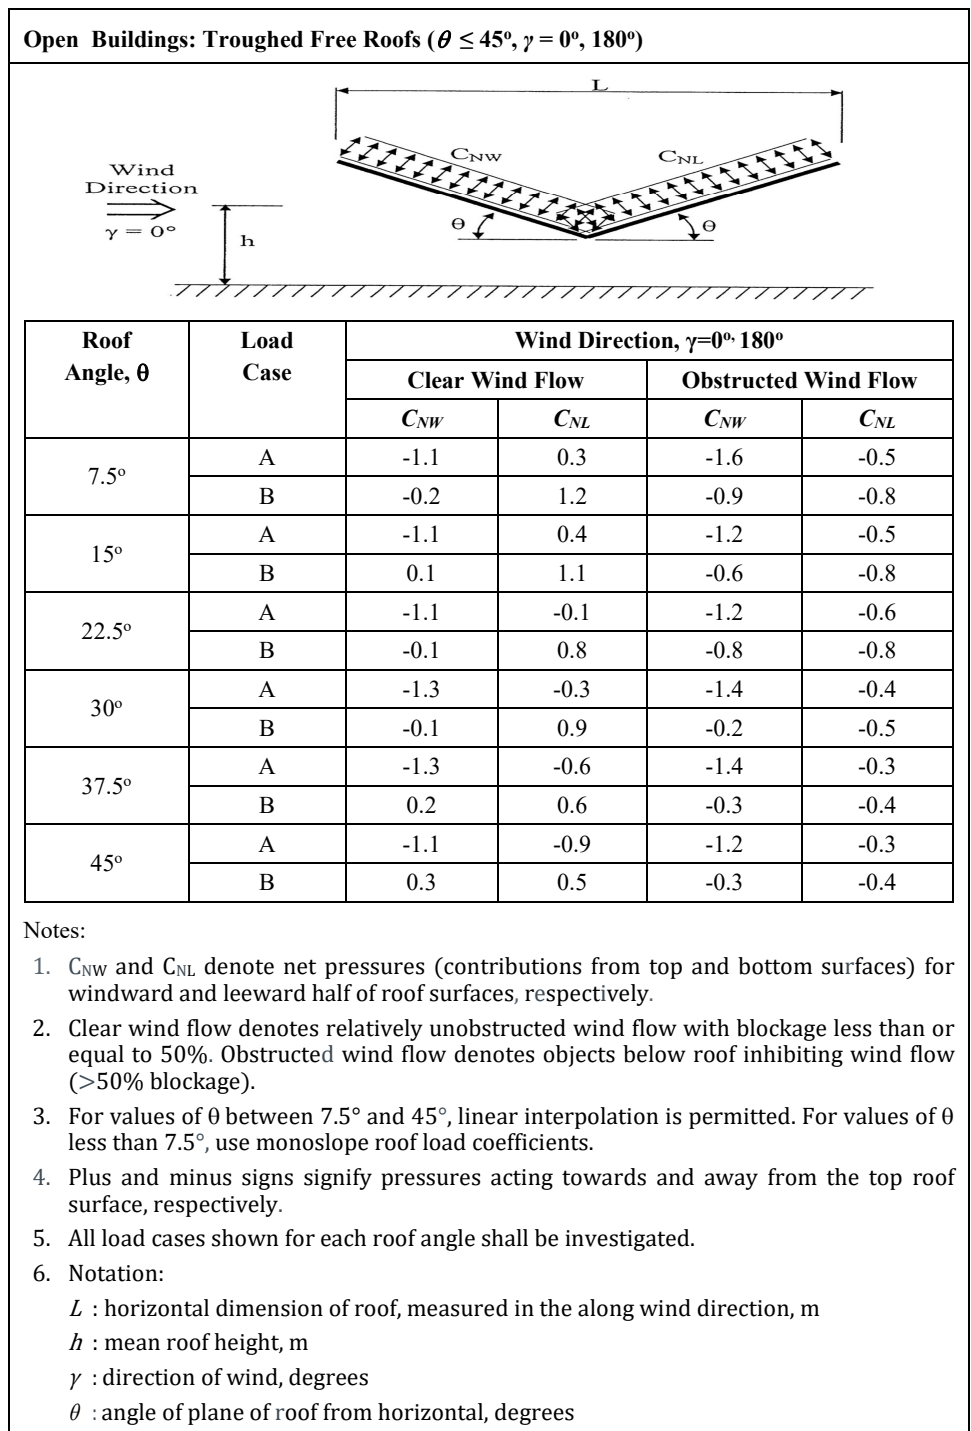 Open Buildings: Troughed Free Roofs (θ ≤ 45º, γ = 0º, 180º)
L
CNW
CNL
Wind
Direction
γ = 0°
h
θ
θ
Roof Angle, θ | Load Case | Wind Direction, γ=0º, 180º
Clear Wind Flow | Obstructed Wind Flow
CNW | CNL | CNW | CNL
7.5º
A | -1.1 | 0.3 | -1.6 | -0.5
B | -0.2 | 1.2 | -0.9 | -0.8
15º
A | -1.1 | 0.4 | -1.2 | -0.5
B | 0.1 | 1.1 | -0.6 | -0.8
22.5º
A | -1.1 | -0.1 | -1.2 | -0.6
B | -0.1 | 0.8 | -0.8 | -0.8
30º
A | -1.3 | -0.3 | -1.4 | -0.4
B | -0.1 | 0.9 | -0.2 | -0.5
37.5º
A | -1.3 | -0.6 | -1.4 | -0.3
B | 0.2 | 0.6 | -0.3 | -0.4
45º
A | -1.1 | -0.9 | -1.2 | -0.3
B | 0.3 | 0.5 | -0.3 | -0.4
Notes:
1. CNW and CNL denote net pressures (contributions from top and bottom surfaces) for
windward and leeward half of roof surfaces, respectively.
2. Clear wind flow denotes relatively unobstructed wind flow with blockage less than or
equal to 50%. Obstructed wind flow denotes objects below roof inhibiting wind flow
(>50% blockage).
3. For values of θ between 7.5° and 45°, linear interpolation is permitted. For values of θ
less than 7.5°, use monoslope roof load coefficients.
4. Plus and minus signs signify pressures acting towards and away from the top roof
surface, respectively.
5. All load cases shown for each roof angle shall be investigated.
6. Notation:
L : horizontal dimension of roof, measured in the along wind direction, m
h : mean roof height, m
γ : direction of wind, degrees
θ : angle of plane of roof from horizontal, degrees